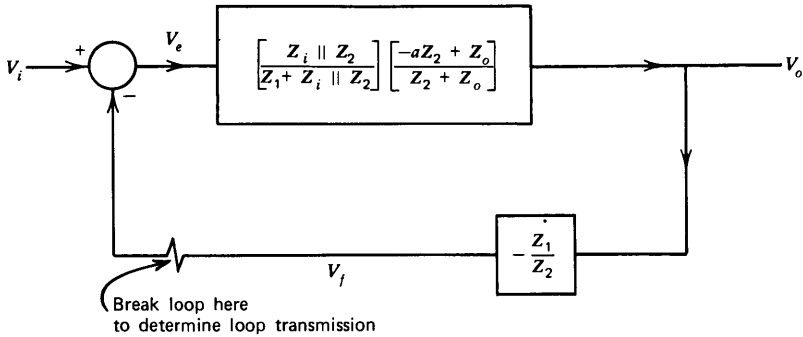 V_i
+
−
V_e
[ Z_i || Z_2 / Z_1 + Z_i || Z_2 ] [ −aZ_2 + Z_o / Z_2 + Z_o ]
V_o
− Z_1 / Z_2
V_f
Break loop here
to determine loop transmission